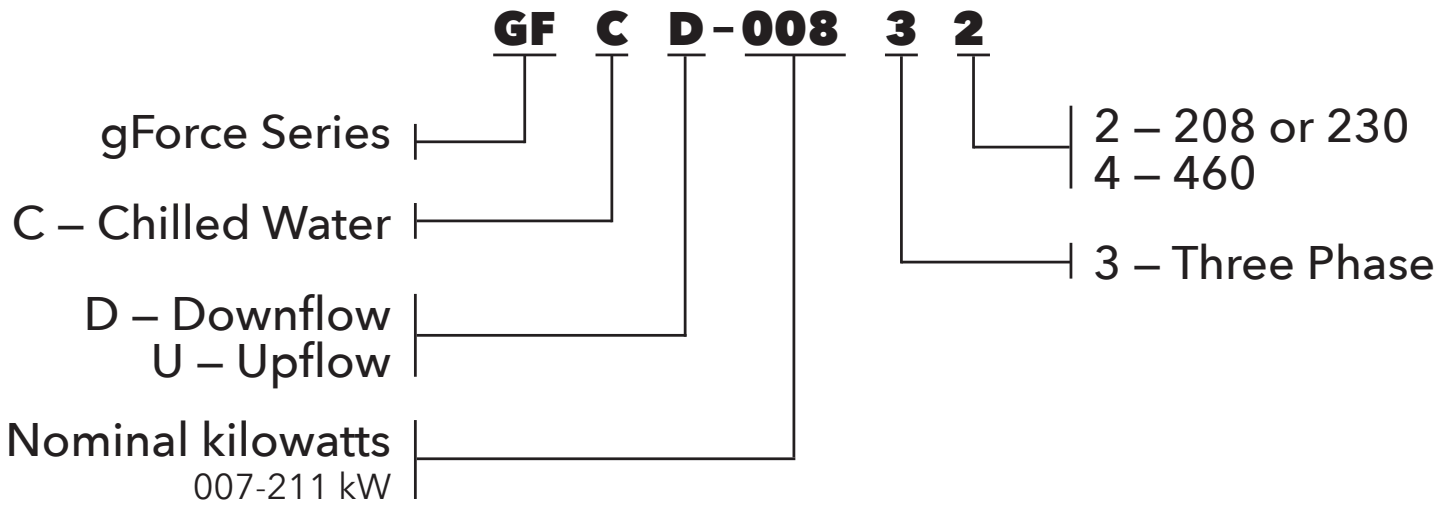 GF C D-008 3 2
gForce Series
C – Chilled Water
D – Downflow
U – Upflow
Nominal kilowatts
007-211 kW
2 – 208 or 230
4 – 460
3 – Three Phase